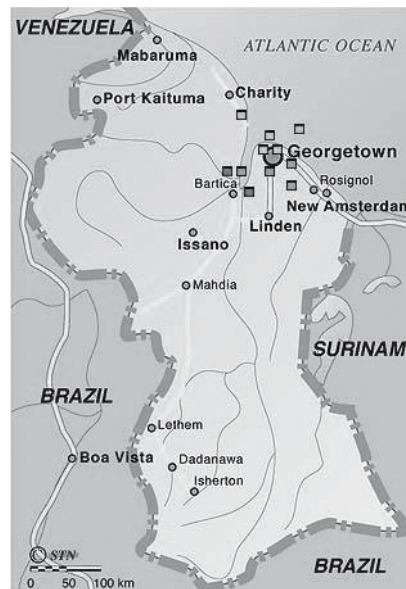 VENEZUELA
Mabaruma
ATLANTIC OCEAN
Port Kaituma
Charity
Georgetown
Bartica
Rosignol
New Amsterdam
Linden
Issano
Mahdia
SURINAM
BRAZIL
Lethem
Boa Vista
Dadanawa
Isherton
STN
0 50 100 km
BRAZIL